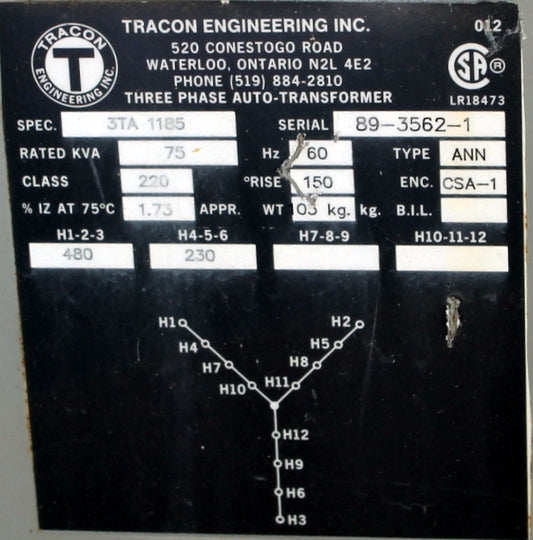 TRACON ENGINEERING INC.
012
TRACON
T
ENGINEERING INC.
520 CONESTOGO ROAD
WATERLOO, ONTARIO N2L 4E2
PHONE (519) 884-2810
SA ®
THREE PHASE AUTO-TRANSFORMER
LR18473
SPEC. 3TA 1185 SERIAL 89-3562-1
RATED KVA 75 Hz 60 TYPE ANN
CLASS 220 °RISE 150 ENC. CSA-1
% IZ AT 75°C 1.73 APPR. WT 103 kg. kg. B.I.L.
H1-2-3 H4-5-6 H7-8-9 H10-11-12
480 230
H1 H2
H4 H5
H7 H8
H10 H11
H12
H9
H6
H3